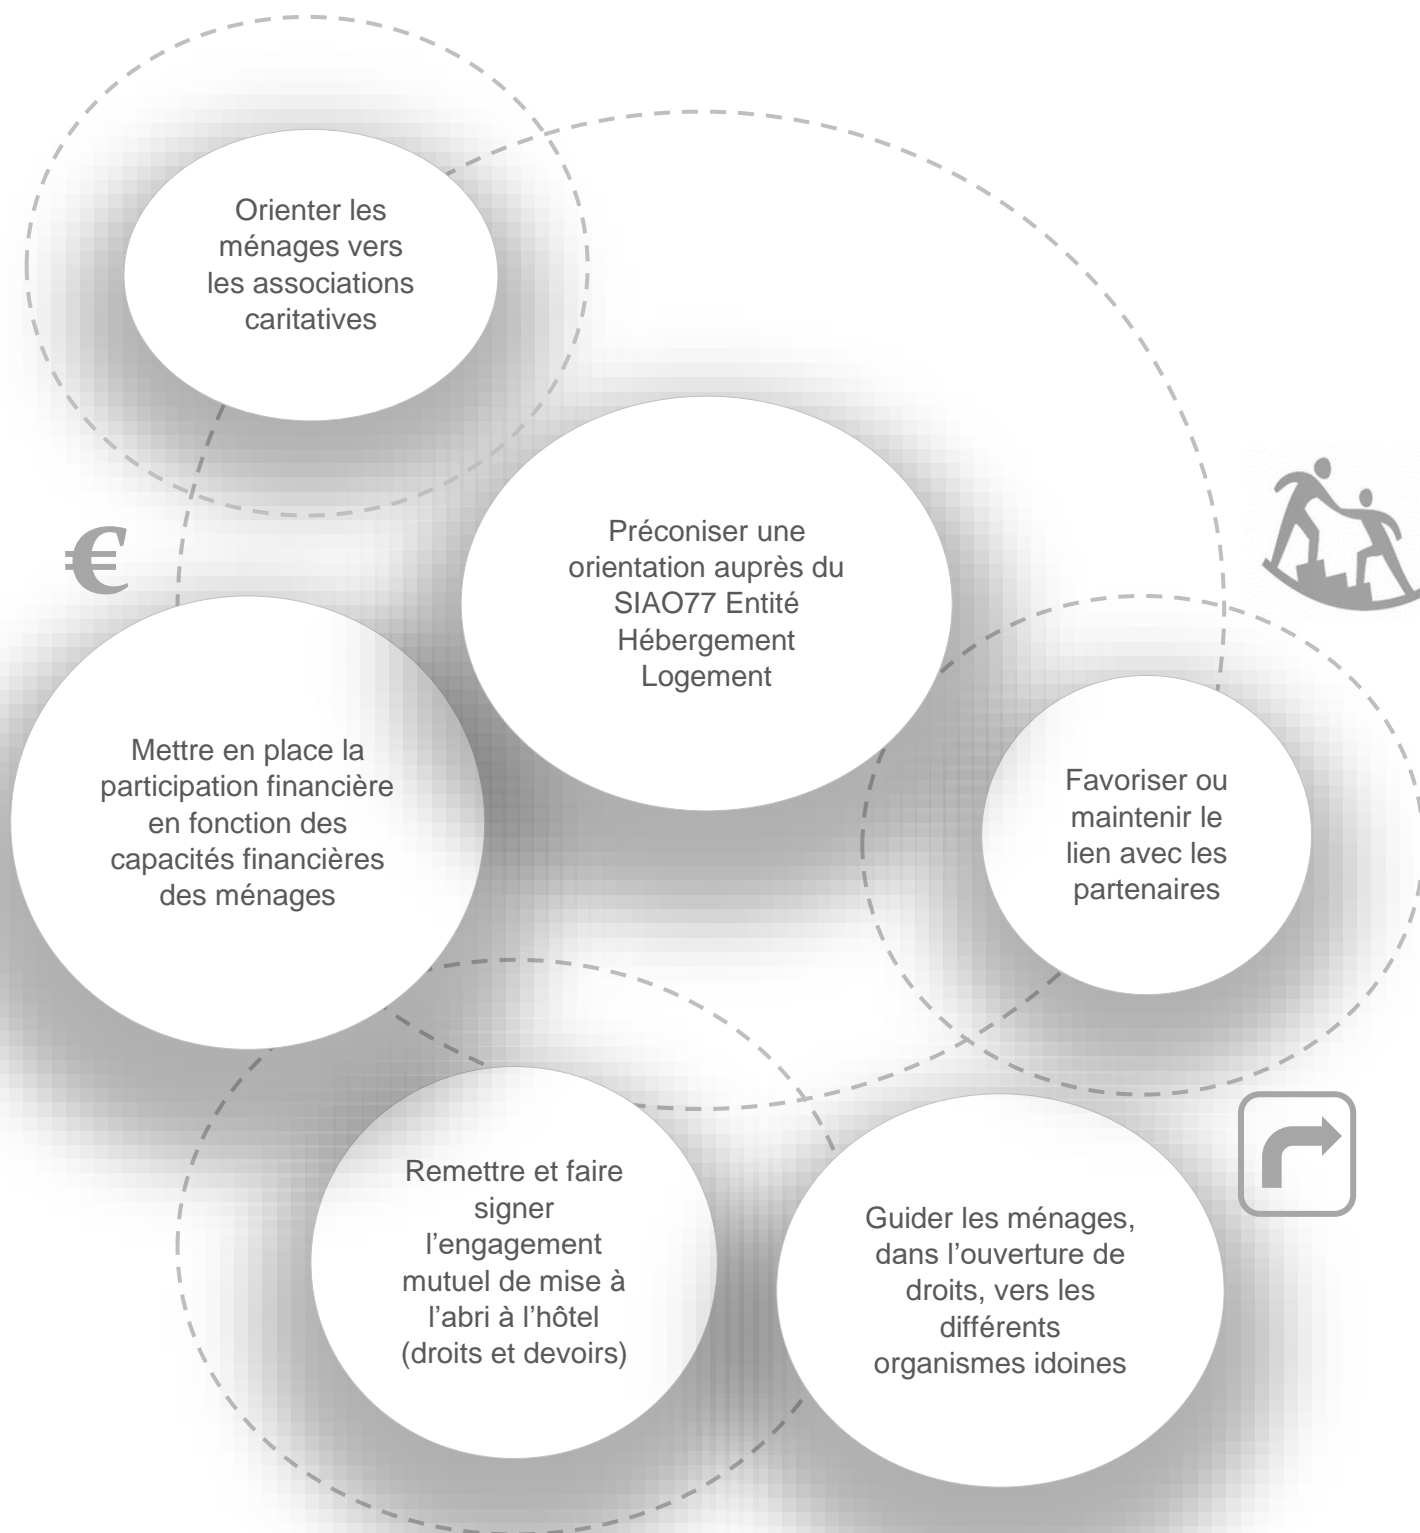 Orienter les
ménages vers
les associations
caritatives
Préconiser une
orientation auprès du
SIAO77 Entité
Hébergement
Logement
€
Mettre en place la
participation financière
en fonction des
capacités financières
des ménages
Favoriser ou
maintenir le
lien avec les
partenaires
Remettre et faire
signer
l’engagement
mutuel de mise à
l’abri à l’hôtel
(droits et devoirs)
Guider les ménages,
dans l’ouverture de
droits, vers les
différents
organismes idoines